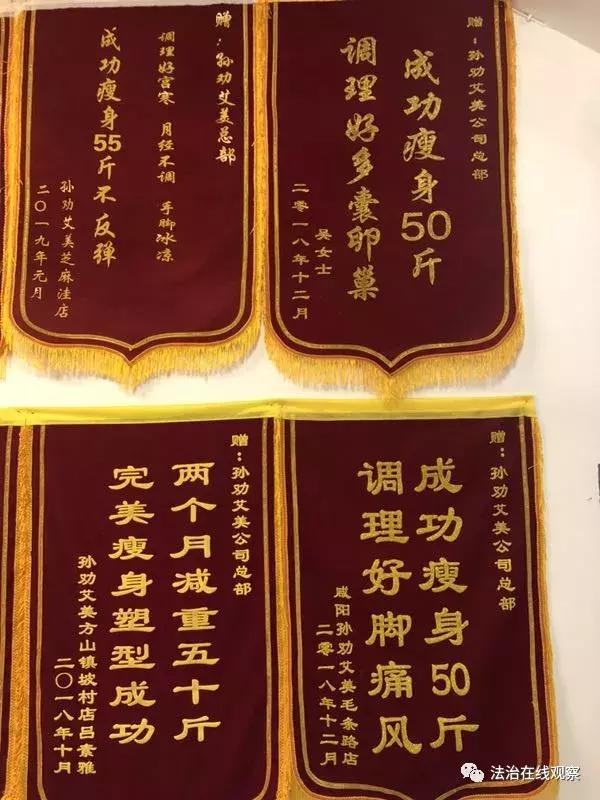 赠：孙劝艾美总部
调理好宫寒 月经不调 手脚冰凉
成功瘦身55斤不反弹
孙劝艾美芝麻洼店
二〇一九年元月
赠：孙劝艾美公司总部
成功瘦身50斤
调理好多囊卵巢
吴女士
二零一八年十二月
赠：孙劝艾美公司总部
两个月减重五十斤
完美瘦身塑型成功
孙劝艾美方山镇坡村店吕素雅
二〇一八年十月
赠：孙劝艾美公司总部
成功瘦身50斤
调理好脚痛风
咸阳孙劝艾美毛条路店
二零一八年十二月
法治在线观察